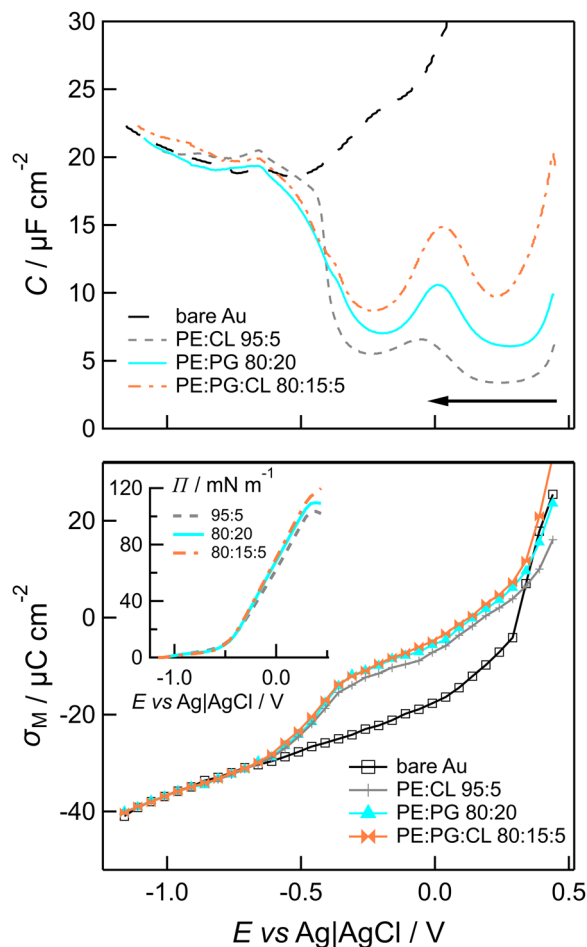 30
25
20
15
10
5
0
C / µF cm⁻²
bare Au
PE:CL 95:5
PE:PG 80:20
PE:PG:CL 80:15:5
120
80
40
0
Π / mN m⁻¹
95:5
80:20
80:15:5
-1.0 0.0
E vs Ag|AgCl / V
20
0
-20
-40
σM / µC cm⁻²
bare Au
PE:CL 95:5
PE:PG 80:20
PE:PG:CL 80:15:5
-1.0 -0.5 0.0 0.5
E vs Ag|AgCl / V